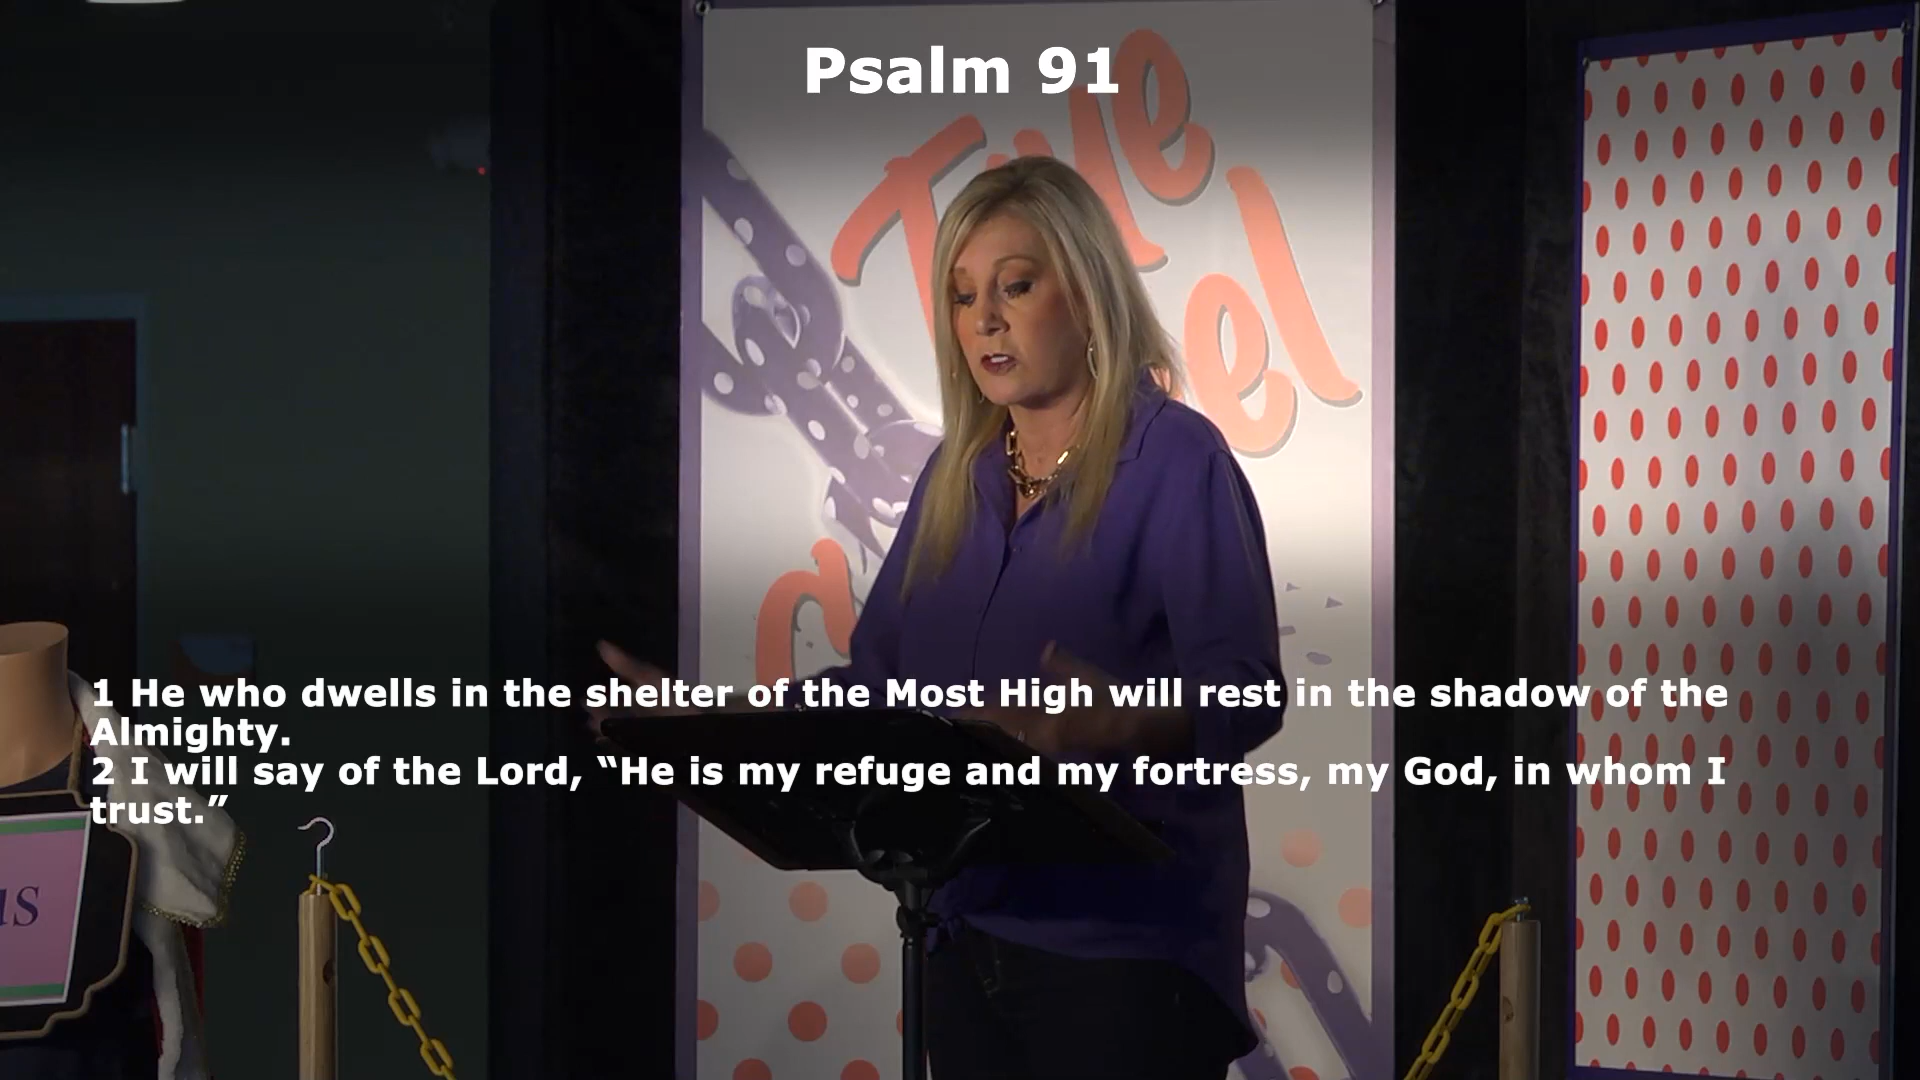 Psalm 91
1 He who dwells in the shelter of the Most High will rest in the shadow of the
Almighty.
2 I will say of the Lord, “He is my refuge and my fortress, my God, in whom I
trust.”